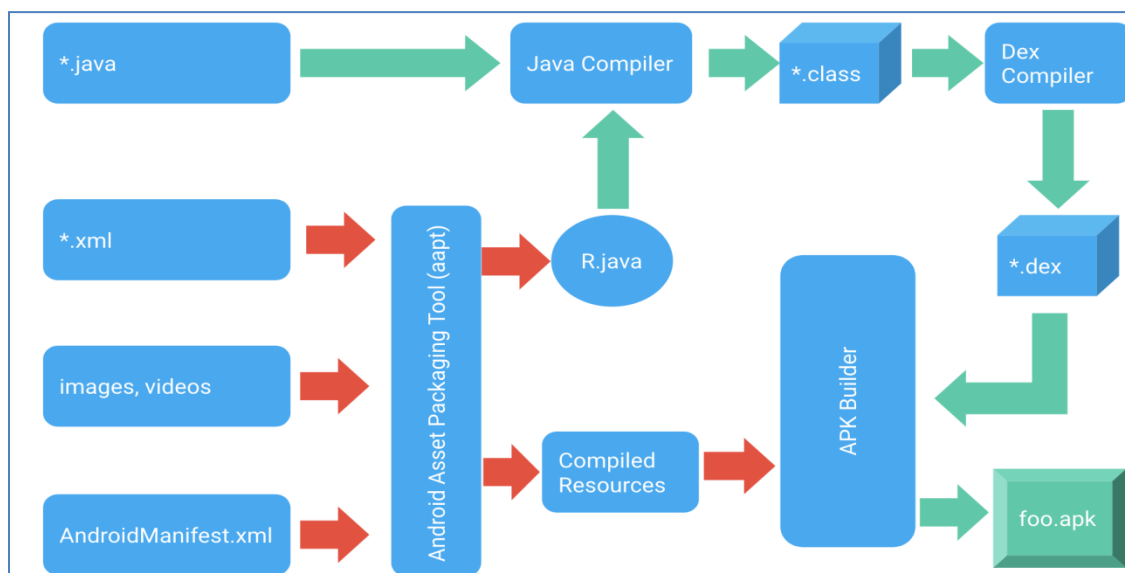 *.java
Java Compiler
*.class
Dex
Compiler
*.xml
Android Asset Packaging Tool (aapt)
R.java
*.dex
images, videos
APK Builder
Compiled
Resources
AndroidManifest.xml
foo.apk